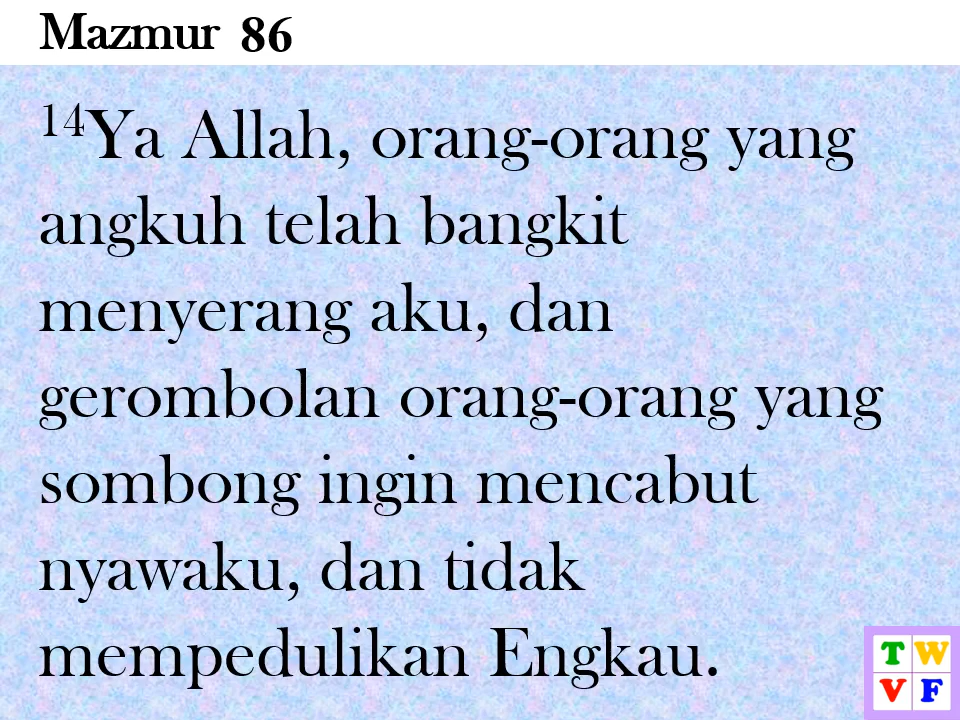 Mazmur 86
14Ya Allah, orang-orang yang
angkuh telah bangkit
menyerang aku, dan
gerombolan orang-orang yang
sombong ingin mencabut
nyawaku, dan tidak
mempedulikan Engkau.
T W
V F